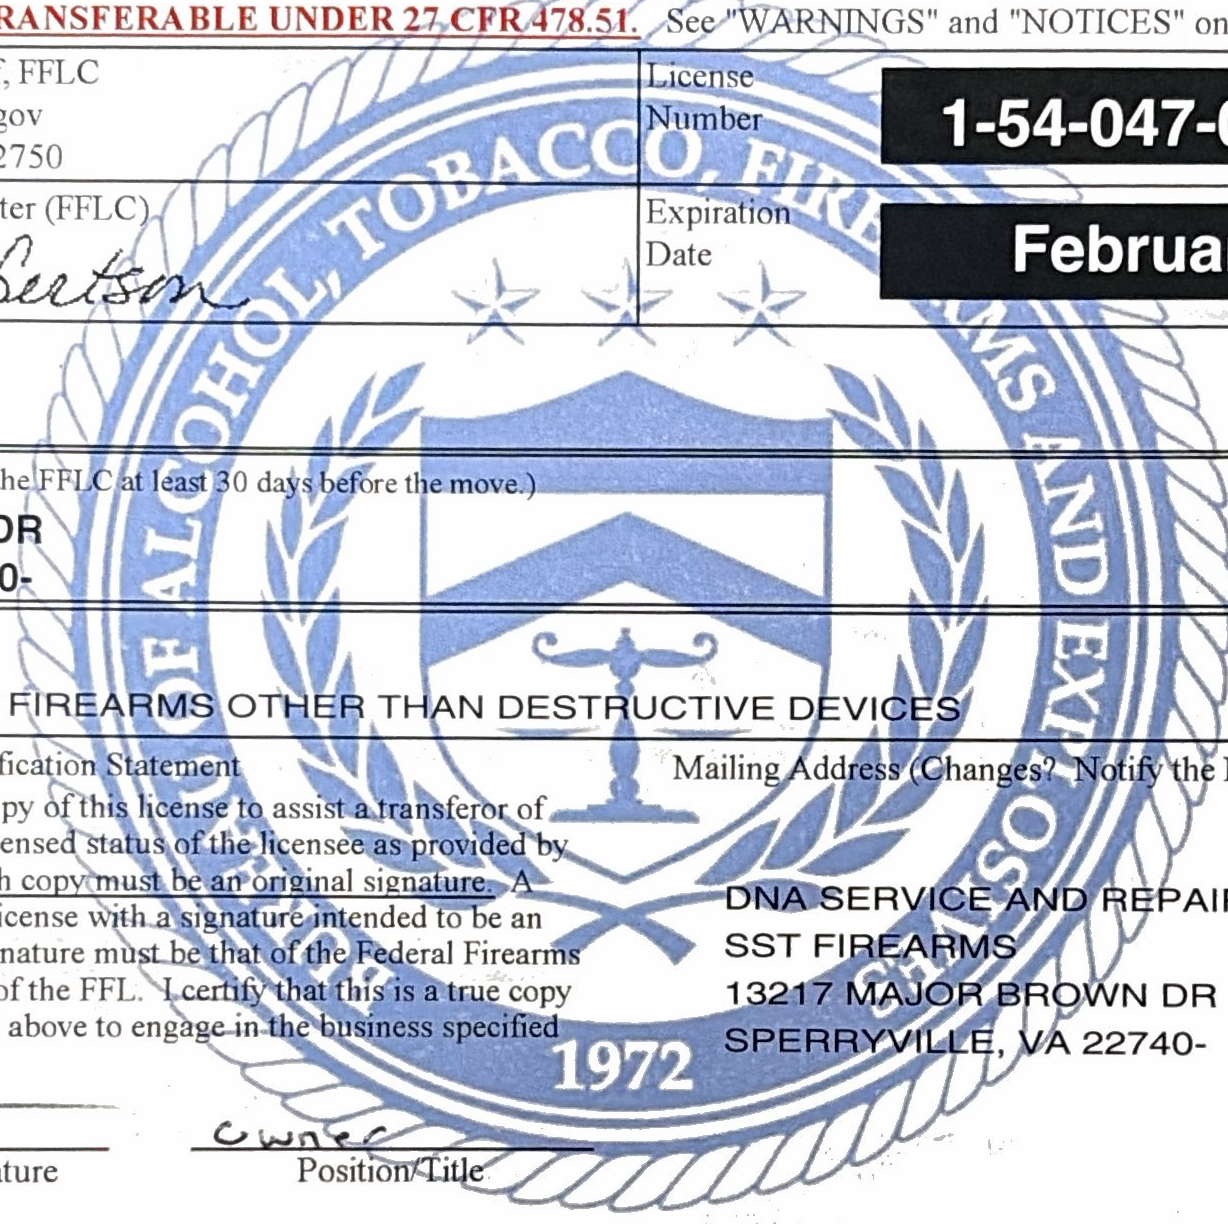 RANSFERABLE UNDER 27 CFR 478.51. See "WARNINGS" and "NOTICES" on
, FFLC
gov
2750
License
Number
1-54-047-
ter (FFLC)
bertson
Expiration
Date
Februa
he FFLC at least 30 days before the move.)
DR
0-
FIREARMS OTHER THAN DESTRUCTIVE DEVICES
fication Statement
py of this license to assist a transferor of
ensed status of the licensee as provided by
h copy must be an original signature. A
icense with a signature intended to be an
nature must be that of the Federal Firearms
of the FFL. I certify that this is a true copy
above to engage in the business specified
Mailing Address (Changes? Notify the
DNA SERVICE AND REPAI
SST FIREARMS
13217 MAJOR BROWN DR
SPERRYVILLE, VA 22740-
owner
ature
Position/Title
BUREAU OF ALCOHOL, TOBACCO, FIREARMS AND EXPLOSIVES
1972